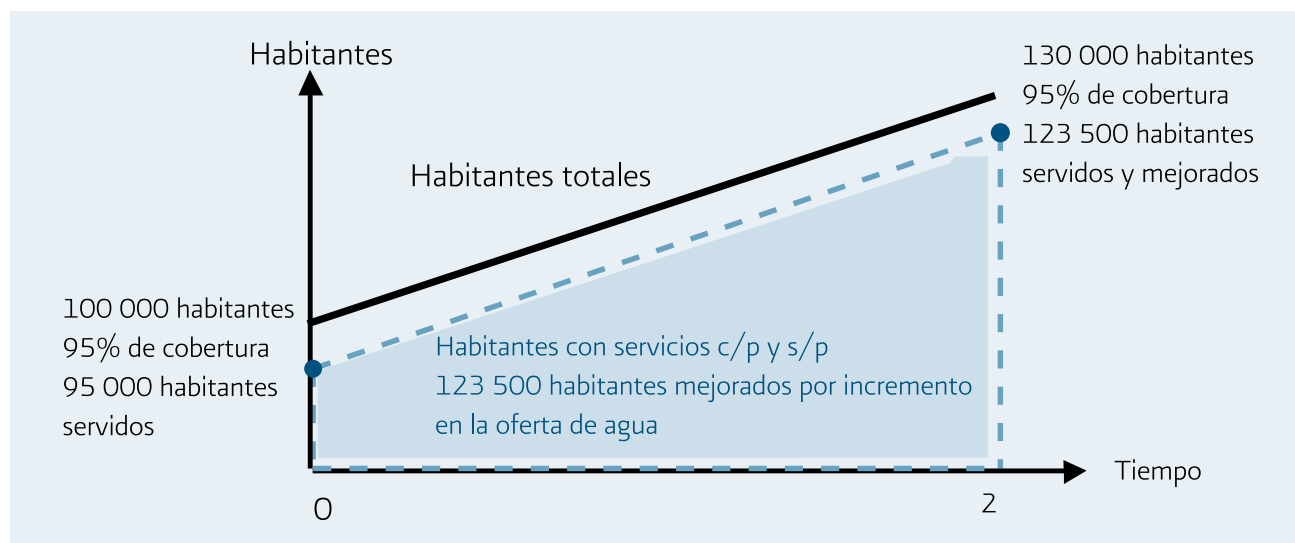 Habitantes
130 000 habitantes
95% de cobertura
123 500 habitantes
servidos y mejorados
Habitantes totales
100 000 habitantes
95% de cobertura
95 000 habitantes
servidos
Habitantes con servicios c/p y s/p
123 500 habitantes mejorados por incremento
en la oferta de agua
Tiempo
0
2